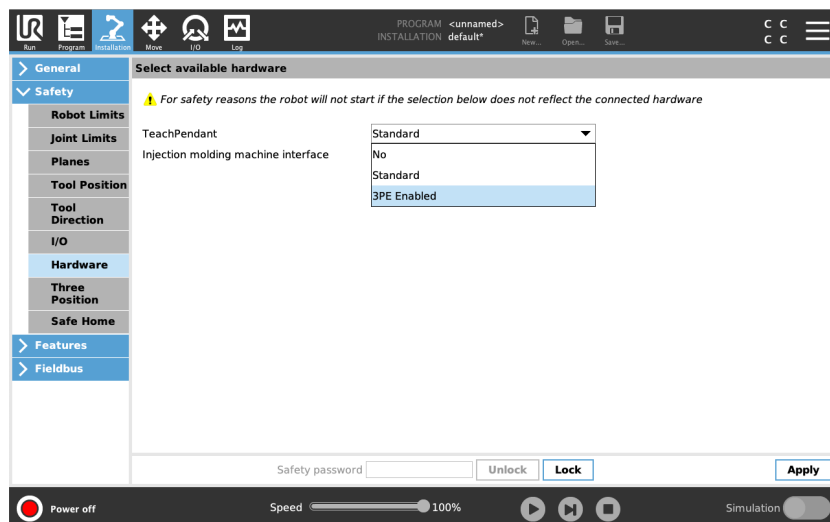 PROGRAM <unnamed>
INSTALLATION default*
C C
C C
UR
Run Program Installation Move I/O Log New... Open... Save...
General
Safety
Robot Limits
Joint Limits
Planes
Tool Position
Tool
Direction
I/O
Hardware
Three
Position
Safe Home
Features
Fieldbus
Select available hardware
For safety reasons the robot will not start if the selection below does not reflect the connected hardware
TeachPendant Standard
Injection molding machine interface
No
Standard
3PE Enabled
Safety password Unlock Lock Apply
Power off Speed 100% Simulation